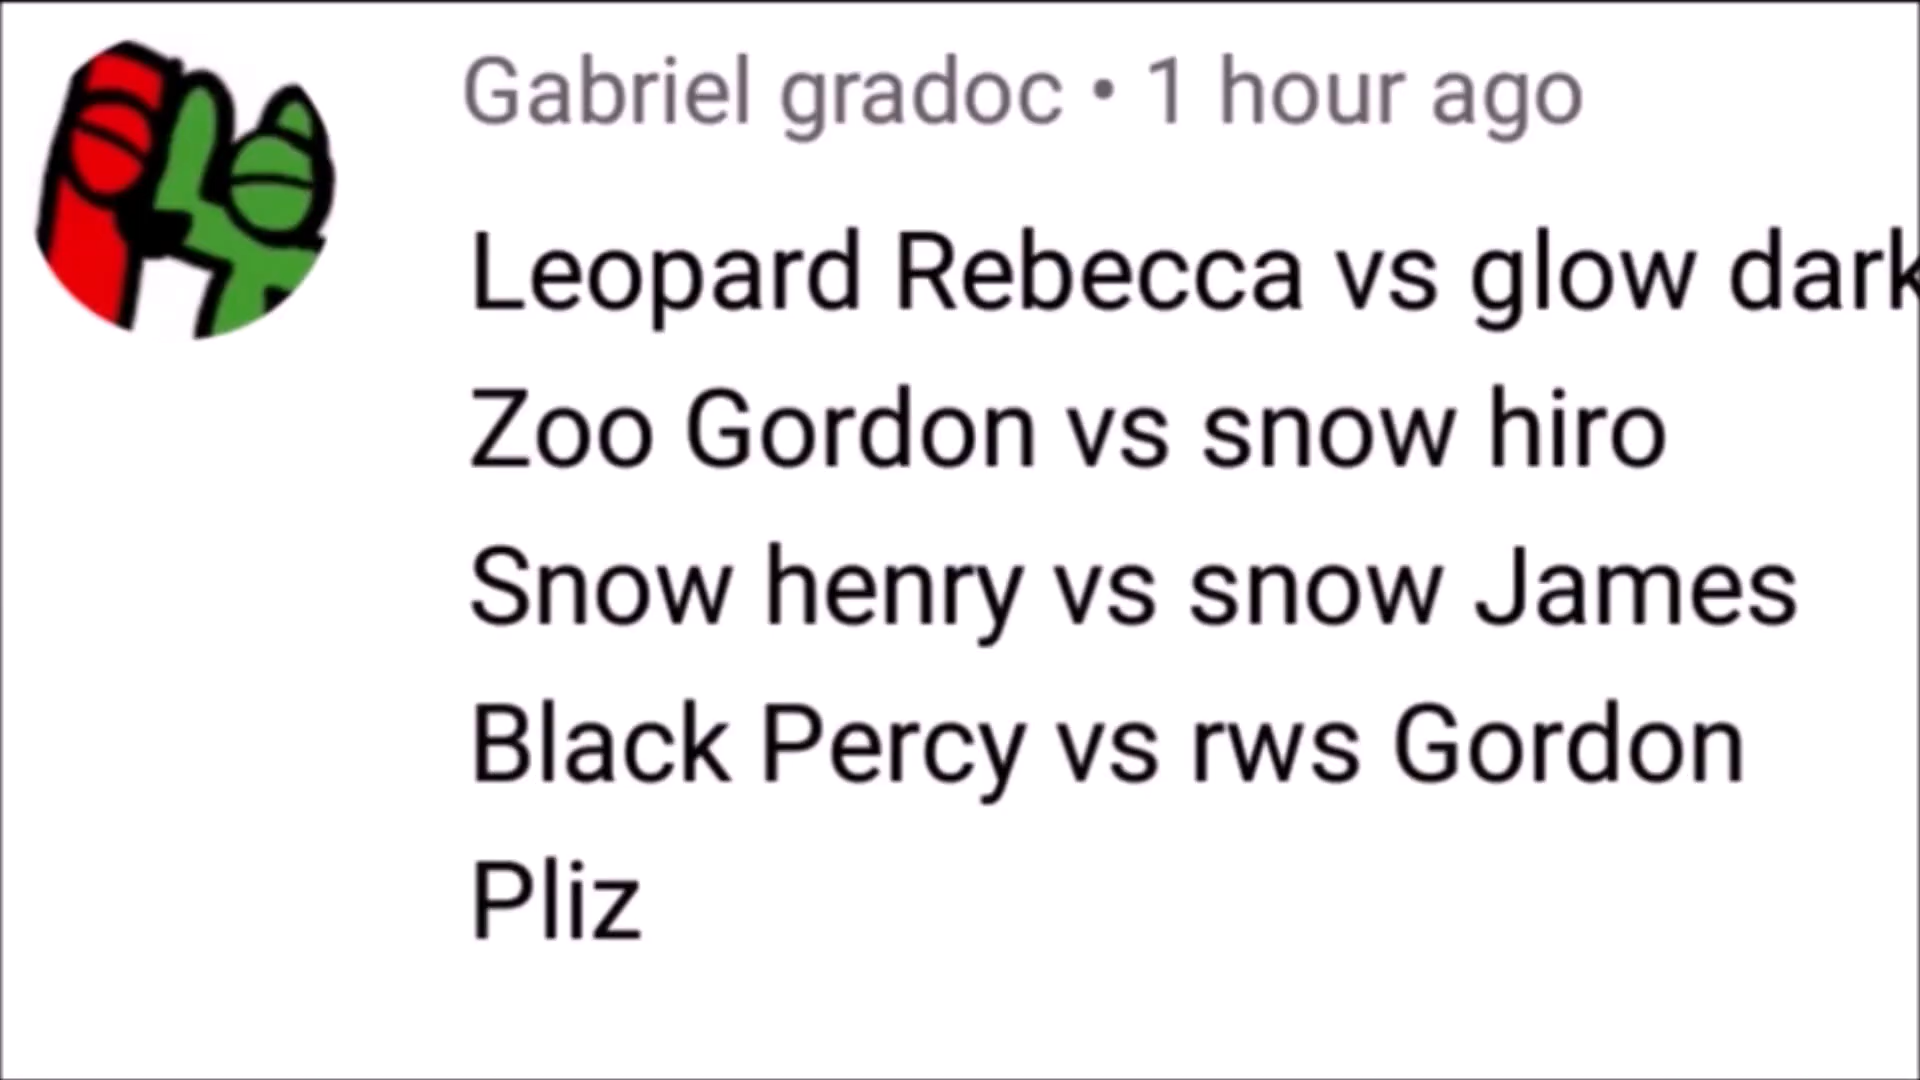 Gabriel gradoc • 1 hour ago
Leopard Rebecca vs glow dark
Zoo Gordon vs snow hiro
Snow henry vs snow James
Black Percy vs rws Gordon
Pliz